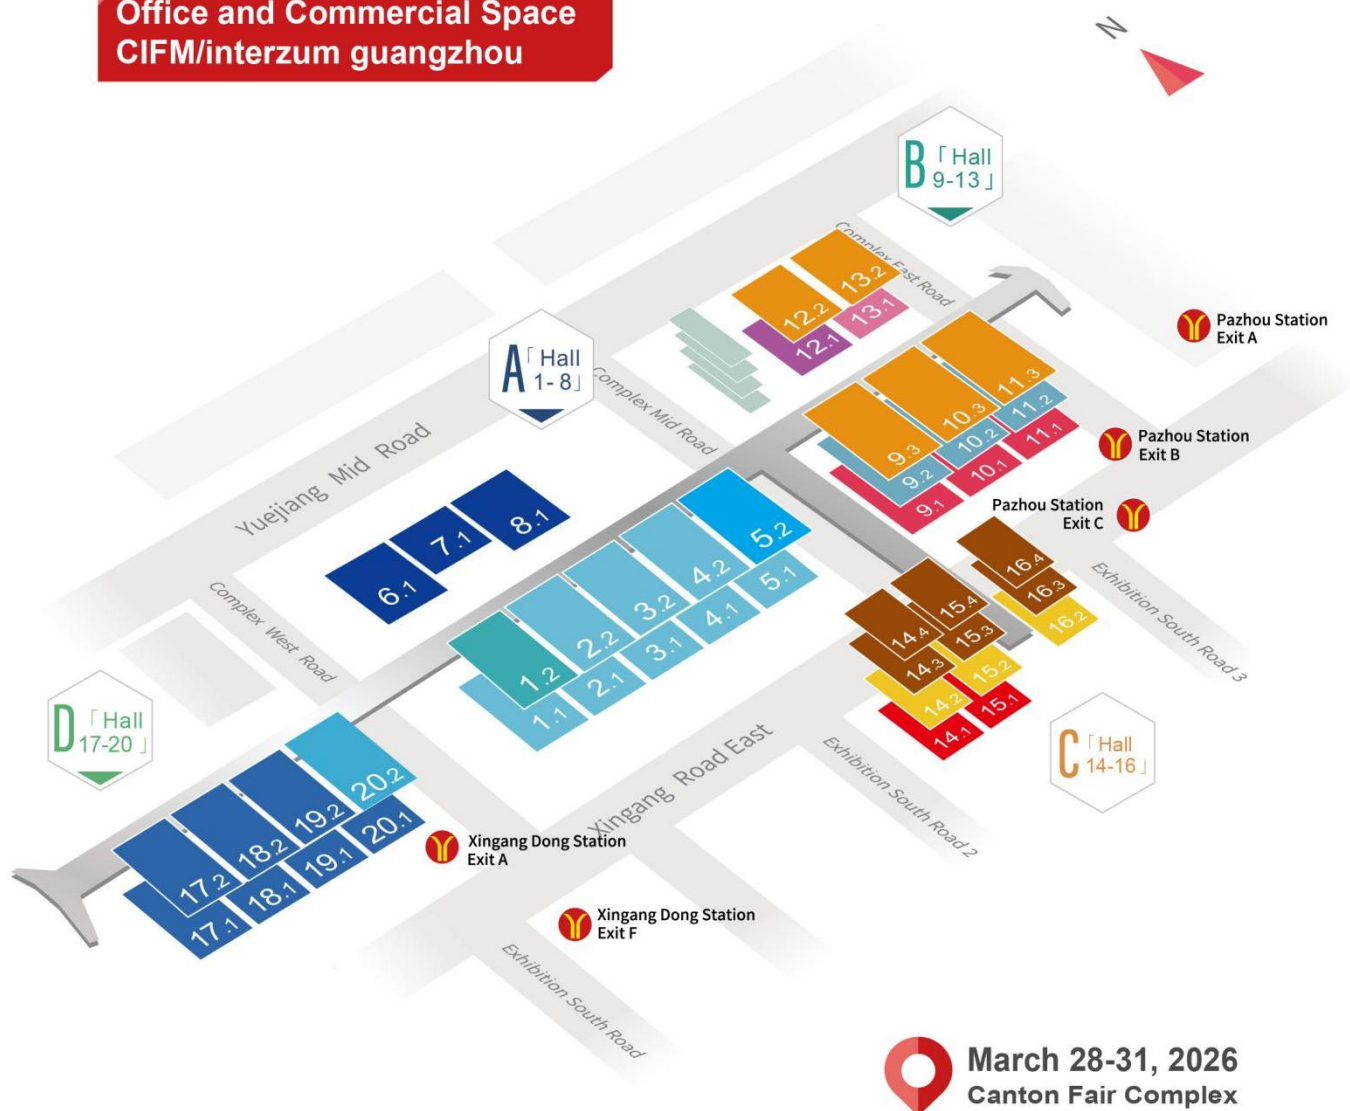 Office and Commercial Space
CIFM/interzum guangzhou
N
B「 Hall
9-13 」
Complex East Road
13.2
12.2
13.1
12.1
Pazhou Station
Exit A
A「 Hall
1- 8」
Complex Mid Road
11.3
10.3
9.3
11.2
10.2
9.2
11.1
10.1
9.1
Pazhou Station
Exit B
Yuejiang Mid Road
Pazhou Station
Exit C
8.1
7.1
6.1
5.2
4.2
3.2
2.2
1.2
5.1
4.1
3.1
2.1
1.1
16.4
16.3
16.2
15.4
14.4
15.3
14.3
15.2
14.2
15.1
14.1
Exhibition South Road 3
Complex West Road
D「 Hall
17-20 」
C「 Hall
14-16 」
Xingang Road East
Exhibition South Road 2
20.2
19.2
18.2
17.2
20.1
19.1
18.1
17.1
Xingang Dong Station
Exit A
Xingang Dong Station
Exit F
Exhibition South Road
March 28-31, 2026
Canton Fair Complex